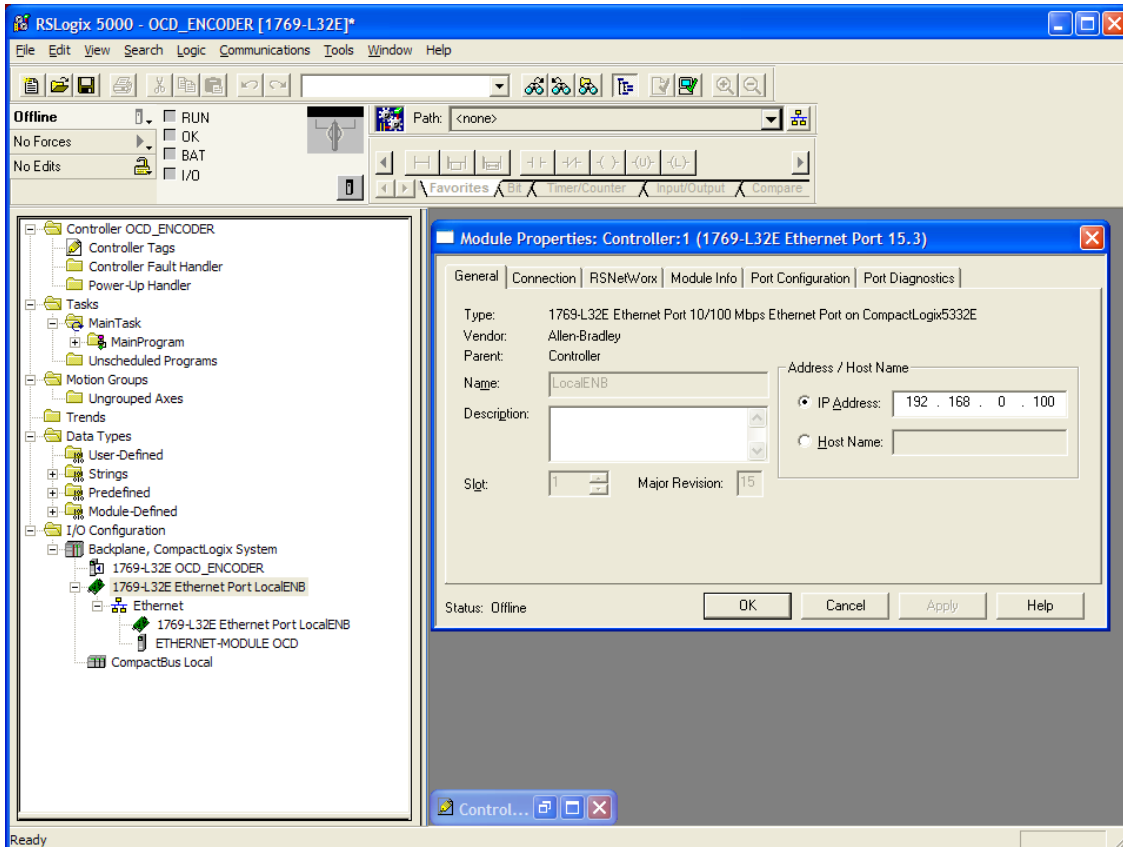 RSLogix 5000 - OCD_ENCODER [1769-L32E]*
File Edit View Search Logic Communications Tools Window Help
Offline
RUN
No Forces
OK
No Edits
BAT
I/O
Path: <none>
(U) (L)
Favorites Bit Timer/Counter Input/Output Compare
Controller OCD_ENCODER
Controller Tags
Controller Fault Handler
Power-Up Handler
Tasks
MainTask
MainProgram
Unscheduled Programs
Motion Groups
Ungrouped Axes
Trends
Data Types
User-Defined
Strings
Predefined
Module-Defined
I/O Configuration
Backplane, CompactLogix System
1769-L32E OCD_ENCODER
1769-L32E Ethernet Port LocalENB
Ethernet
1769-L32E Ethernet Port LocalENB
ETHERNET-MODULE OCD
CompactBus Local
Module Properties: Controller:1 (1769-L32E Ethernet Port 15.3)
General Connection RSNetWorx Module Info Port Configuration Port Diagnostics
Type: 1769-L32E Ethernet Port 10/100 Mbps Ethernet Port on CompactLogix5332E
Vendor: Allen-Bradley
Parent: Controller
Name: LocalENB
Description:
Slot: 1 Major Revision: 15
Address / Host Name
IP Address: 192 . 168 . 0 . 100
Host Name:
Status: Offline
OK Cancel Apply Help
Control...
Ready